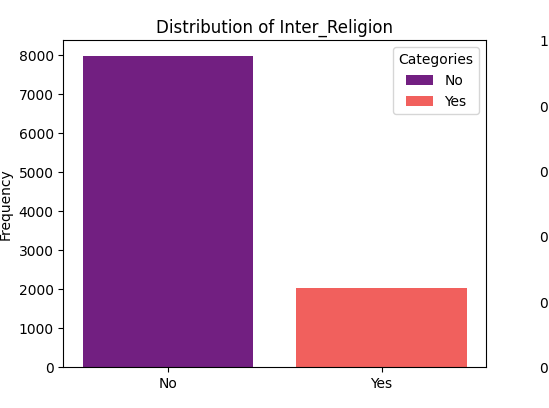 Distribution of Inter_Religion
Categories
No
Yes
Frequency
8000
7000
6000
5000
4000
3000
2000
1000
0
No
Yes
1
0
0
0
0
0